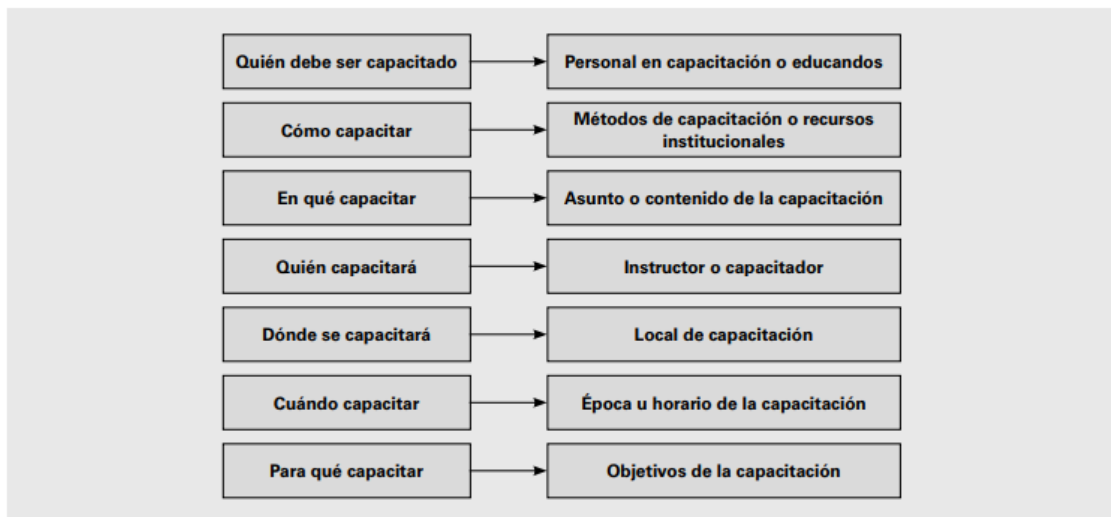 Quién debe ser capacitado
Personal en capacitación o educandos
Cómo capacitar
Métodos de capacitación o recursos
institucionales
En qué capacitar
Asunto o contenido de la capacitación
Quién capacitará
Instructor o capacitador
Dónde se capacitará
Local de capacitación
Cuándo capacitar
Época u horario de la capacitación
Para qué capacitar
Objetivos de la capacitación